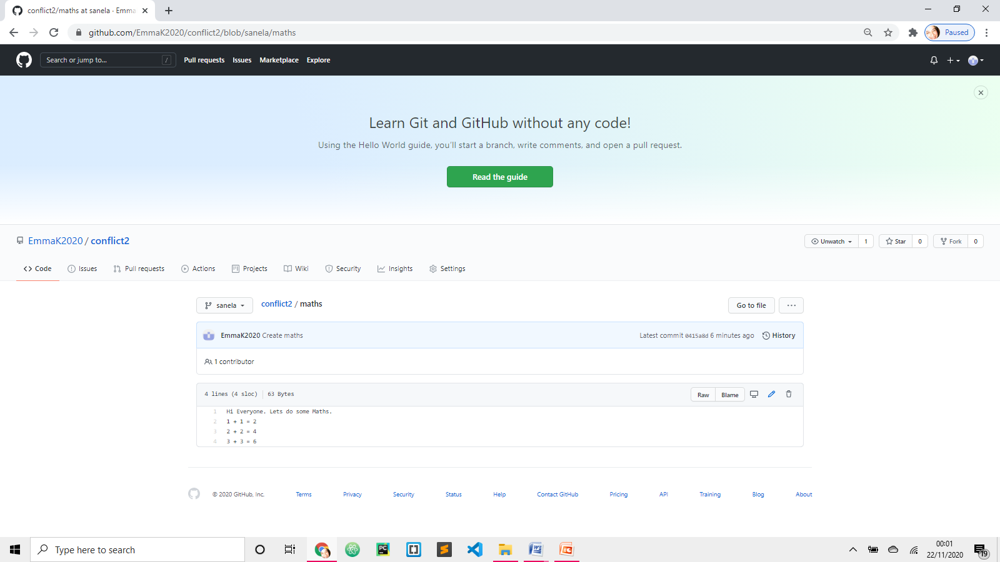 conflict2/maths at sanela · Emma
github.com/EmmaK2020/conflict2/blob/sanela/maths
Paused
Search or jump to...
/
Pull requests
Issues
Marketplace
Explore
Learn Git and GitHub without any code!
Using the Hello World guide, you'll start a branch, write comments, and open a pull request.
Read the guide
EmmaK2020 / conflict2
Unwatch 1
Star 0
Fork 0
Code
Issues
Pull requests
Actions
Projects
Wiki
Security
Insights
Settings
sanela
conflict2 / maths
Go to file
EmmaK2020 Create maths
Latest commit 0415a8d 6 minutes ago
History
1 contributor
4 lines (4 sloc) 63 Bytes
Raw
Blame
1 Hi Everyone. Lets do some Maths.
2 1 + 1 = 2
3 2 + 2 = 4
4 3 + 3 = 6
© 2020 GitHub, Inc.
Terms
Privacy
Security
Status
Help
Contact GitHub
Pricing
API
Training
Blog
About
Type here to search
PC
WE
EC
00:01
22/11/2020
19